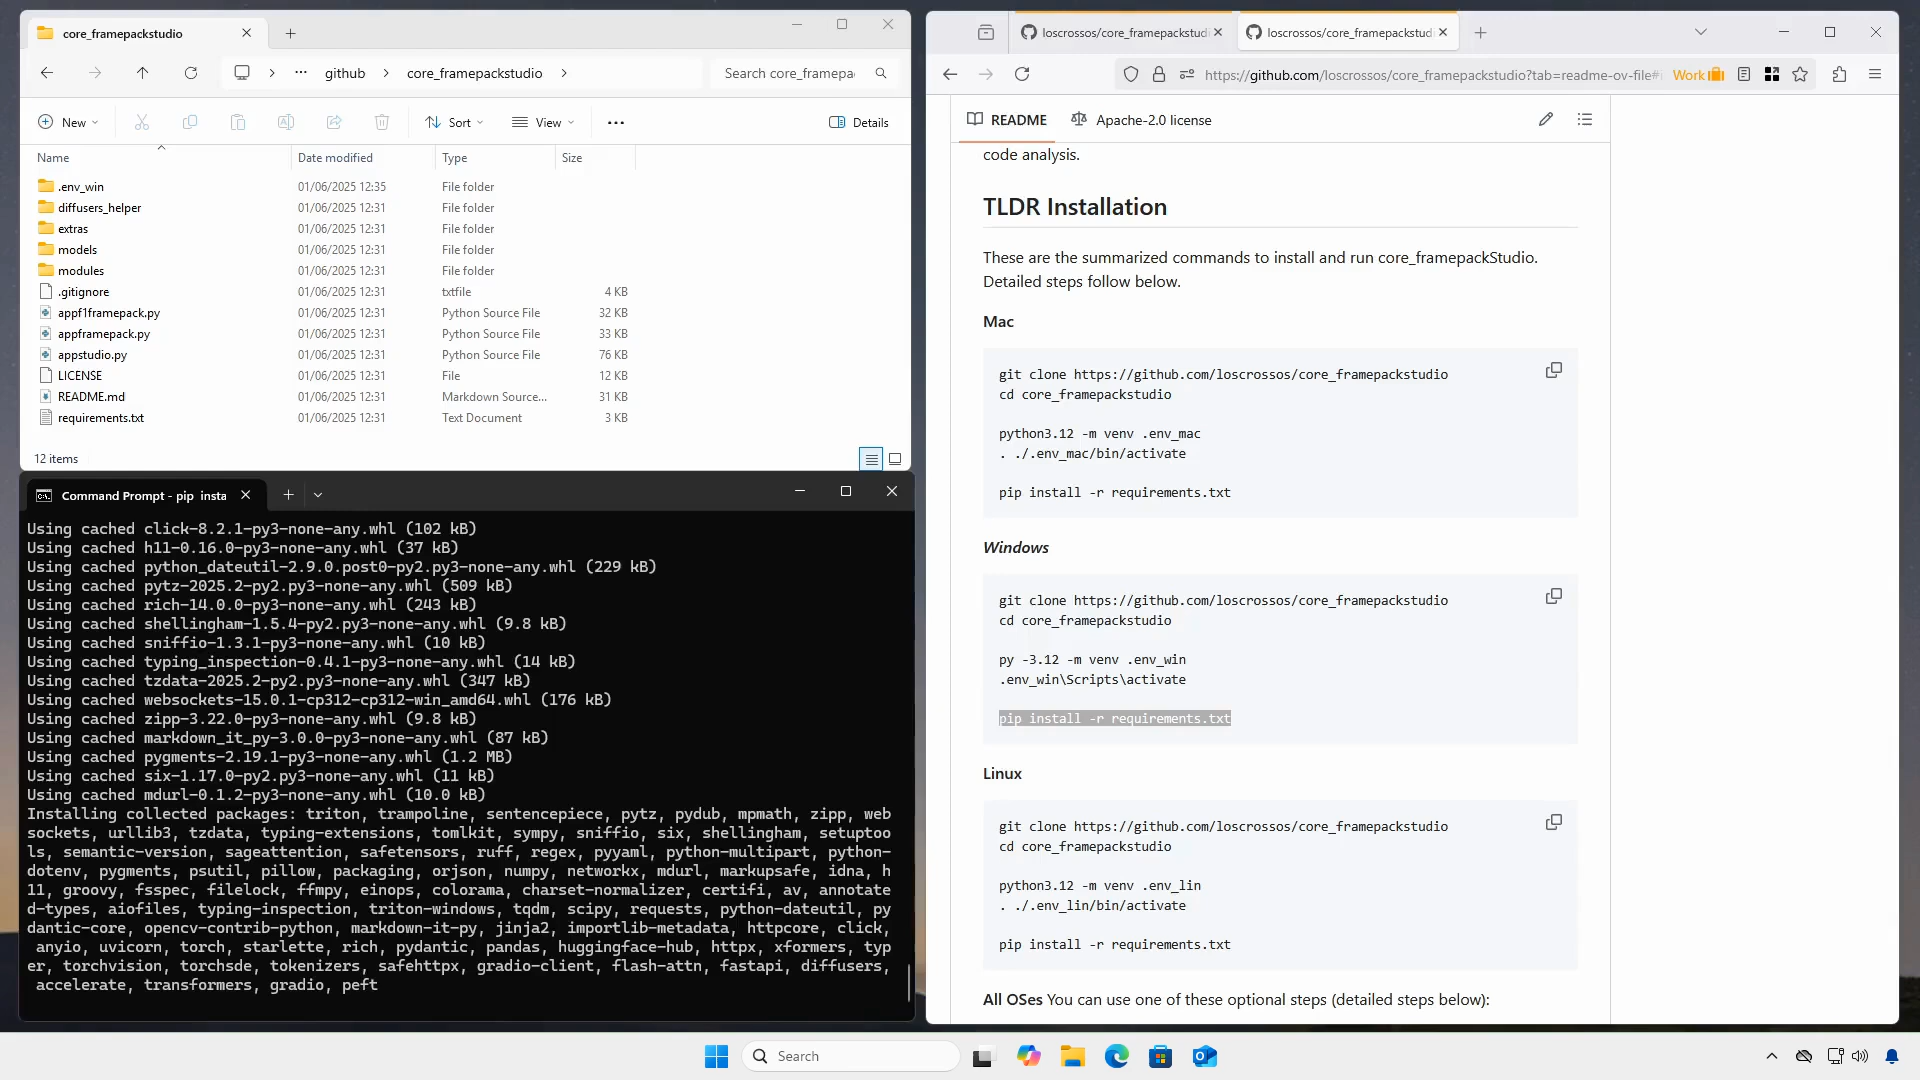 core_framepackstudio
github
core_framepackstudio
Search core_framepa
New
Sort
View
Details
Name
Date modified
Type
Size
.env_win 01/06/2025 12:35 File folder
diffusers_helper 01/06/2025 12:31 File folder
extras 01/06/2025 12:31 File folder
models 01/06/2025 12:31 File folder
modules 01/06/2025 12:31 File folder
.gitignore 01/06/2025 12:31 txtfile 4 KB
appf1framepack.py 01/06/2025 12:31 Python Source File 32 KB
appframepack.py 01/06/2025 12:31 Python Source File 33 KB
appstudio.py 01/06/2025 12:31 Python Source File 76 KB
LICENSE 01/06/2025 12:31 File 12 KB
README.md 01/06/2025 12:31 Markdown Source... 31 KB
requirements.txt 01/06/2025 12:31 Text Document 3 KB
12 items
Command Prompt - pip insta
Using cached click-8.2.1-py3-none-any.whl (102 kB)
Using cached h11-0.16.0-py3-none-any.whl (37 kB)
Using cached python_dateutil-2.9.0.post0-py2.py3-none-any.whl (229 kB)
Using cached pytz-2025.2-py2.py3-none-any.whl (509 kB)
Using cached rich-14.0.0-py3-none-any.whl (243 kB)
Using cached shellingham-1.5.4-py2.py3-none-any.whl (9.8 kB)
Using cached sniffio-1.3.1-py3-none-any.whl (10 kB)
Using cached typing_inspection-0.4.1-py3-none-any.whl (14 kB)
Using cached tzdata-2025.2-py2.py3-none-any.whl (347 kB)
Using cached websockets-15.0.1-cp312-cp312-win_amd64.whl (176 kB)
Using cached zipp-3.22.0-py3-none-any.whl (9.8 kB)
Using cached markdown_it_py-3.0.0-py3-none-any.whl (87 kB)
Using cached pygments-2.19.1-py3-none-any.whl (1.2 MB)
Using cached six-1.17.0-py2.py3-none-any.whl (11 kB)
Using cached mdurl-0.1.2-py3-none-any.whl (10.0 kB)
Installing collected packages: triton, trampoline, sentencepiece, pytz, pydub, mpmath, zipp, web
sockets, urllib3, tzdata, typing-extensions, tomlkit, sympy, sniffio, six, shellingham, setuptoo
ls, semantic-version, sageattention, safetensors, ruff, regex, pyyaml, python-multipart, python-
dotenv, pygments, psutil, pillow, packaging, orjson, numpy, networkx, mdurl, markupsafe, idna, h
11, groovy, fsspec, filelock, ffmpy, einops, colorama, charset-normalizer, certifi, av, annotate
d-types, aiofiles, typing-inspection, triton-windows, tqdm, scipy, requests, python-dateutil, py
dantic-core, opencv-contrib-python, markdown-it-py, jinja2, importlib-metadata, httpcore, click,
anyio, uvicorn, torch, starlette, rich, pydantic, pandas, huggingface-hub, httpx, xformers, typ
er, torchvision, torchsde, tokenizers, safehttpx, gradio-client, flash-attn, fastapi, diffusers,
accelerate, transformers, gradio, peft
loscrossos/core_framepackstudi
loscrossos/core_framepackstudi
https://github.com/loscrossos/core_framepackstudio?tab=readme-ov-file#
Work
README
Apache-2.0 license
code analysis.
TLDR Installation
These are the summarized commands to install and run core_framepackStudio.
Detailed steps follow below.
Mac
git clone https://github.com/loscrossos/core_framepackstudio
cd core_framepackstudio
python3.12 -m venv .env_mac
. ./.env_mac/bin/activate
pip install -r requirements.txt
Windows
git clone https://github.com/loscrossos/core_framepackstudio
cd core_framepackstudio
py -3.12 -m venv .env_win
.env_win\Scripts\activate
pip install -r requirements.txt
Linux
git clone https://github.com/loscrossos/core_framepackstudio
cd core_framepackstudio
python3.12 -m venv .env_lin
. ./.env_lin/bin/activate
pip install -r requirements.txt
All OSes You can use one of these optional steps (detailed steps below):
Search